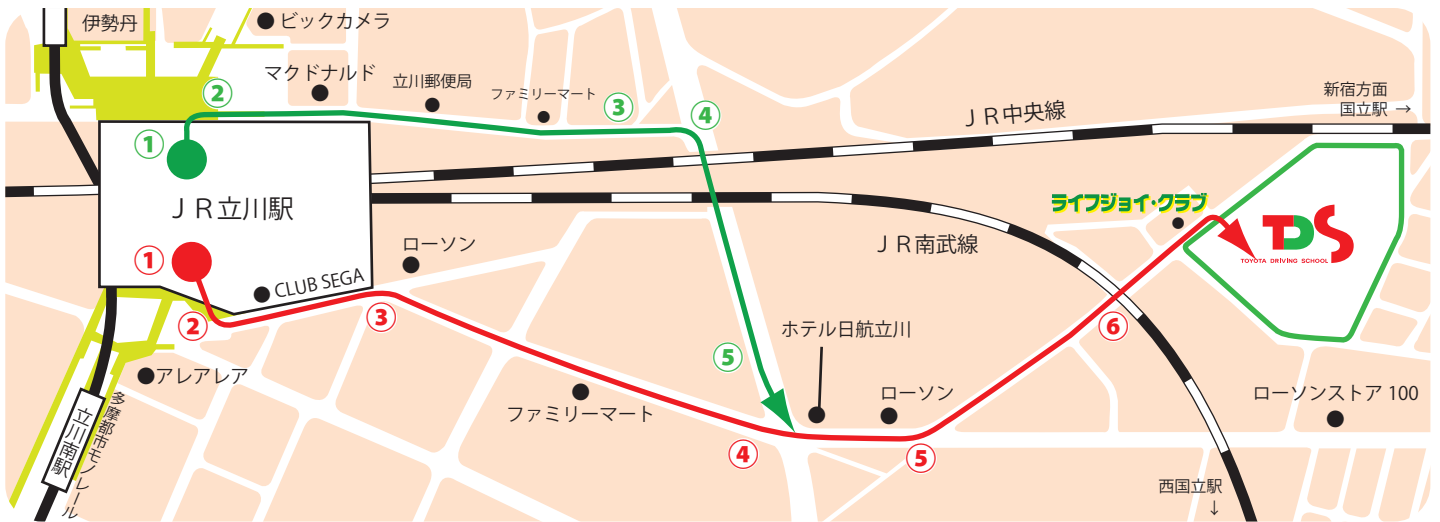 伊勢丹
ビックカメラ
マクドナルド
立川郵便局
ファミリーマート
新宿方面
国立駅 →
JR中央線
①
②
③
④
⑤
JR立川駅
ローソン
CLUB SEGA
JR南武線
ライフジョイ・クラブ
TDS
TOYOTA DRIVING SCHOOL
①
②
③
④
⑤
⑥
アレアレア
ファミリーマート
ホテル日航立川
ローソン
ローソンストア 100
立川南駅
多摩都市モノレール
西国立駅
↓